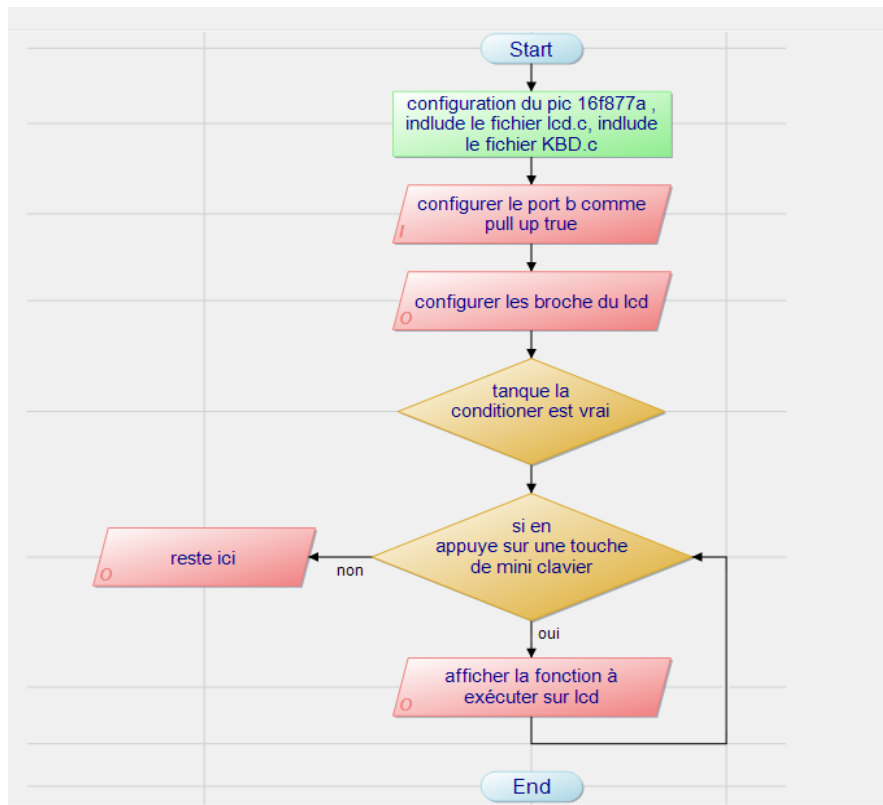 Start
configuration du pic 16f877a ,
indlude le fichier lcd.c, indlude
le fichier KBD.c
configurer le port b comme
pull up true
I
configurer les broche du lcd
O
tanque la
conditioner est vrai
si en
appuye sur une touche
de mini clavier
reste ici
O
non
oui
afficher la fonction à
exécuter sur lcd
O
End